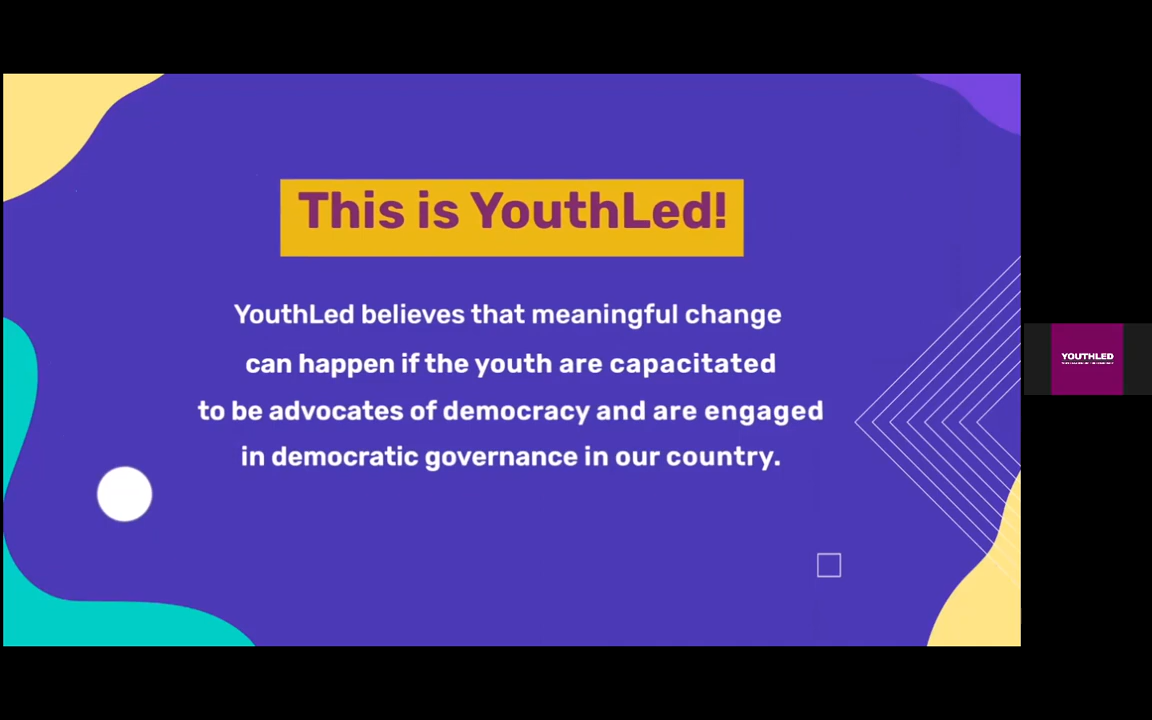 This is YouthLed!
YouthLed believes that meaningful change
can happen if the youth are capacitated
to be advocates of democracy and are engaged
in democratic governance in our country.
YOUTHLED